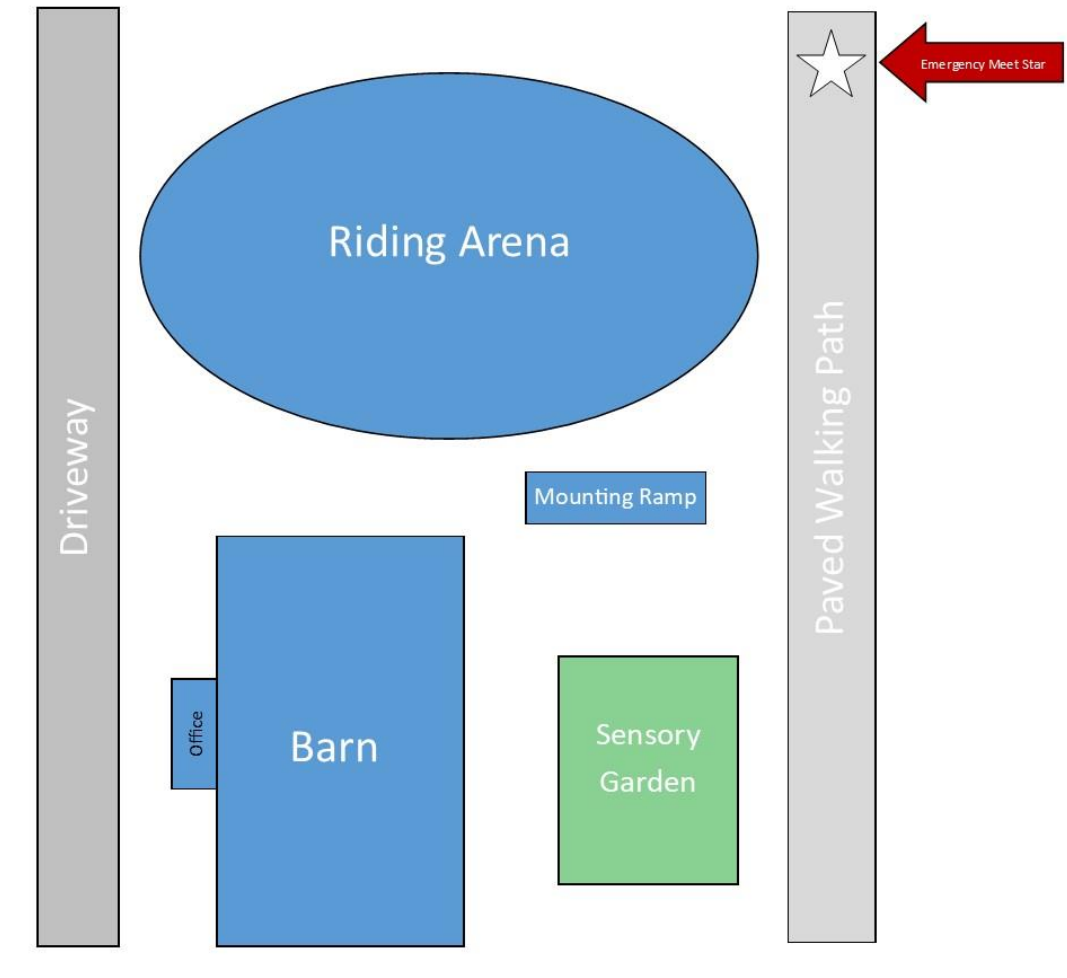 Emergency Meet Star
Riding Arena
Driveway
Paved Walking Path
Mounting Ramp
Office
Barn
Sensory
Garden